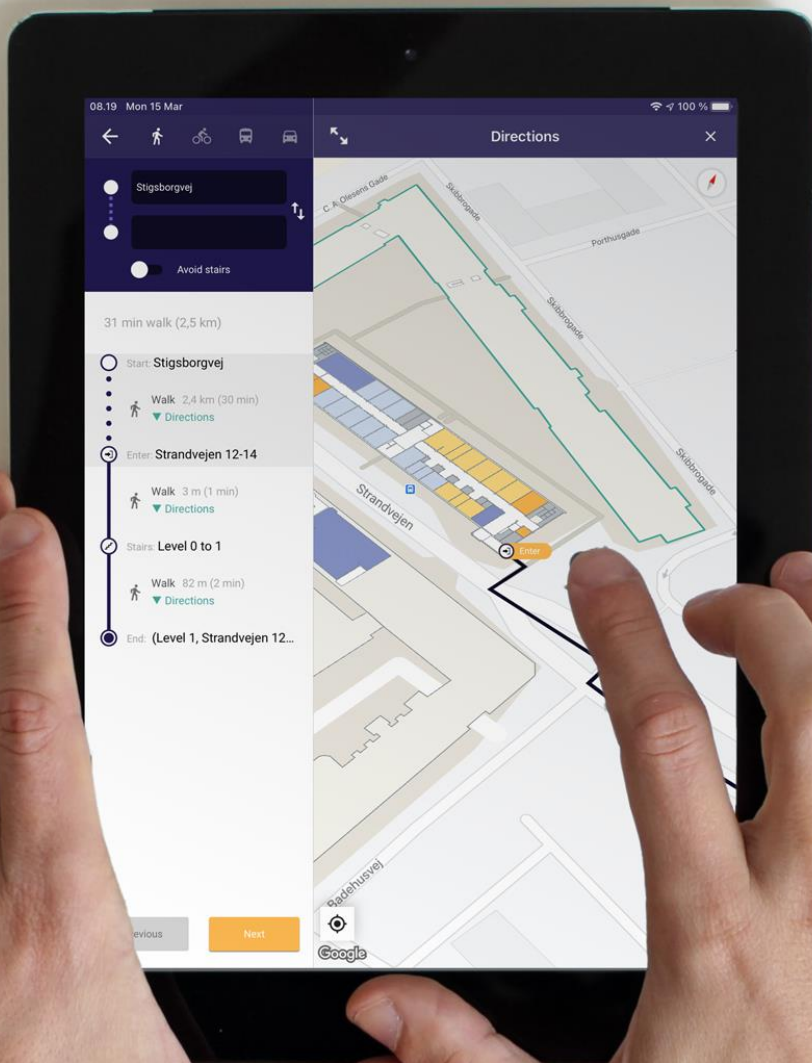 08.19 Mon 15 Mar
100 %
Directions
Stigsborgvej
Avoid stairs
31 min walk (2,5 km)
Start: Stigsborgvej
Walk 2,4 km (30 min)
▼ Directions
Enter: Strandvejen 12-14
Walk 3 m (1 min)
▼ Directions
Stairs: Level 0 to 1
Walk 82 m (2 min)
▼ Directions
End: (Level 1, Strandvejen 12...
evious
Next
C. A. Olesens Gade
Skibbrogade
Porthusgade
Skibbrogade
Skibbrogade
Strandvejen
Enter
Badehusvej
Google